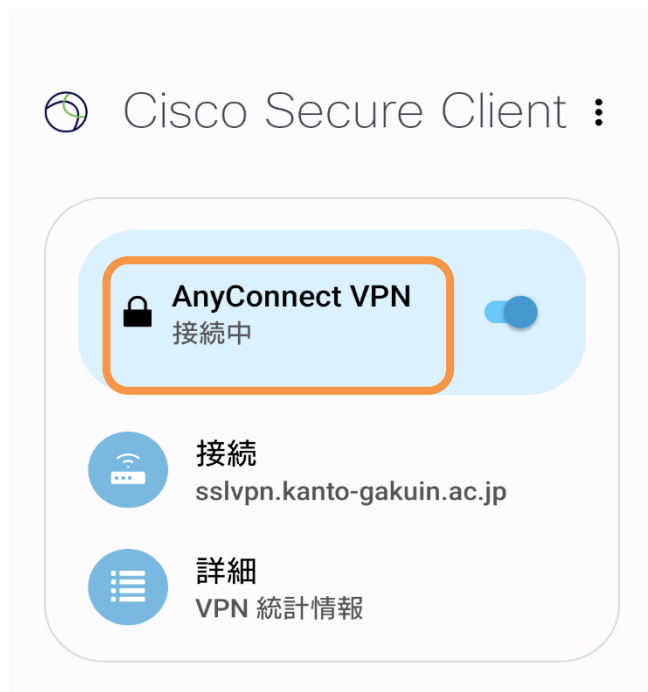 Cisco Secure Client
AnyConnect VPN
接続中
接続
sslvpn.kanto-gakuin.ac.jp
詳細
VPN 統計情報